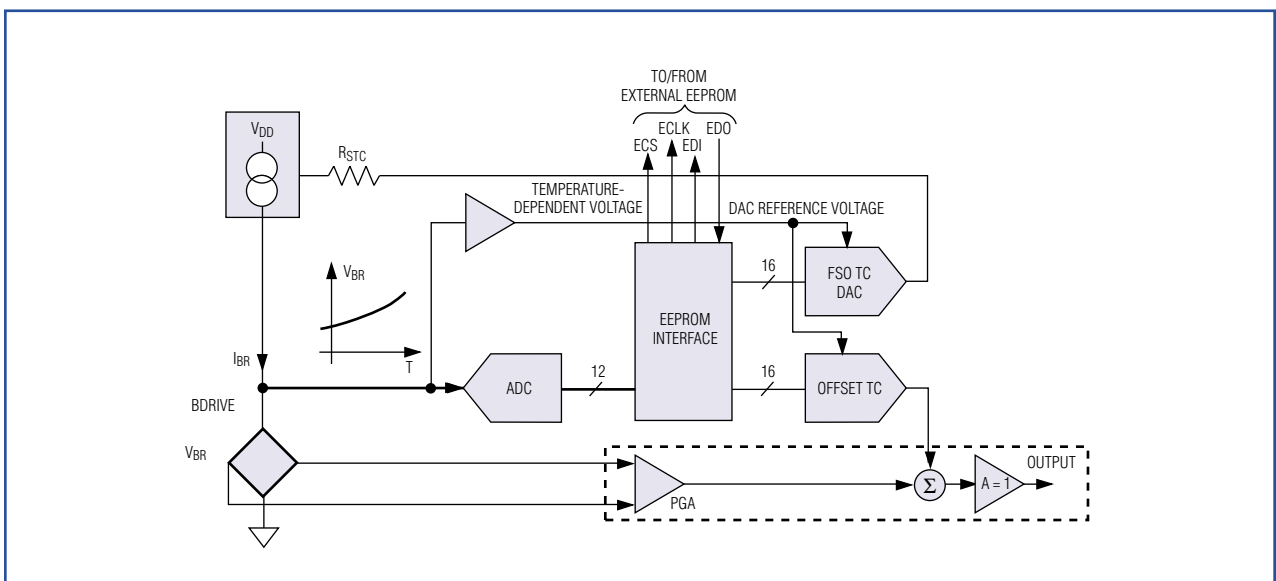 TO/FROM
EXTERNAL EEPROM
ECS
ECLK
EDI
EDO
VDD
RSTC
TEMPERATURE-
DEPENDENT VOLTAGE
DAC REFERENCE VOLTAGE
16
FSO TC
DAC
VBR
T
EEPROM
INTERFACE
IBR
ADC
12
16
OFFSET TC
BDRIVE
VBR
PGA
Σ
A = 1
OUTPUT